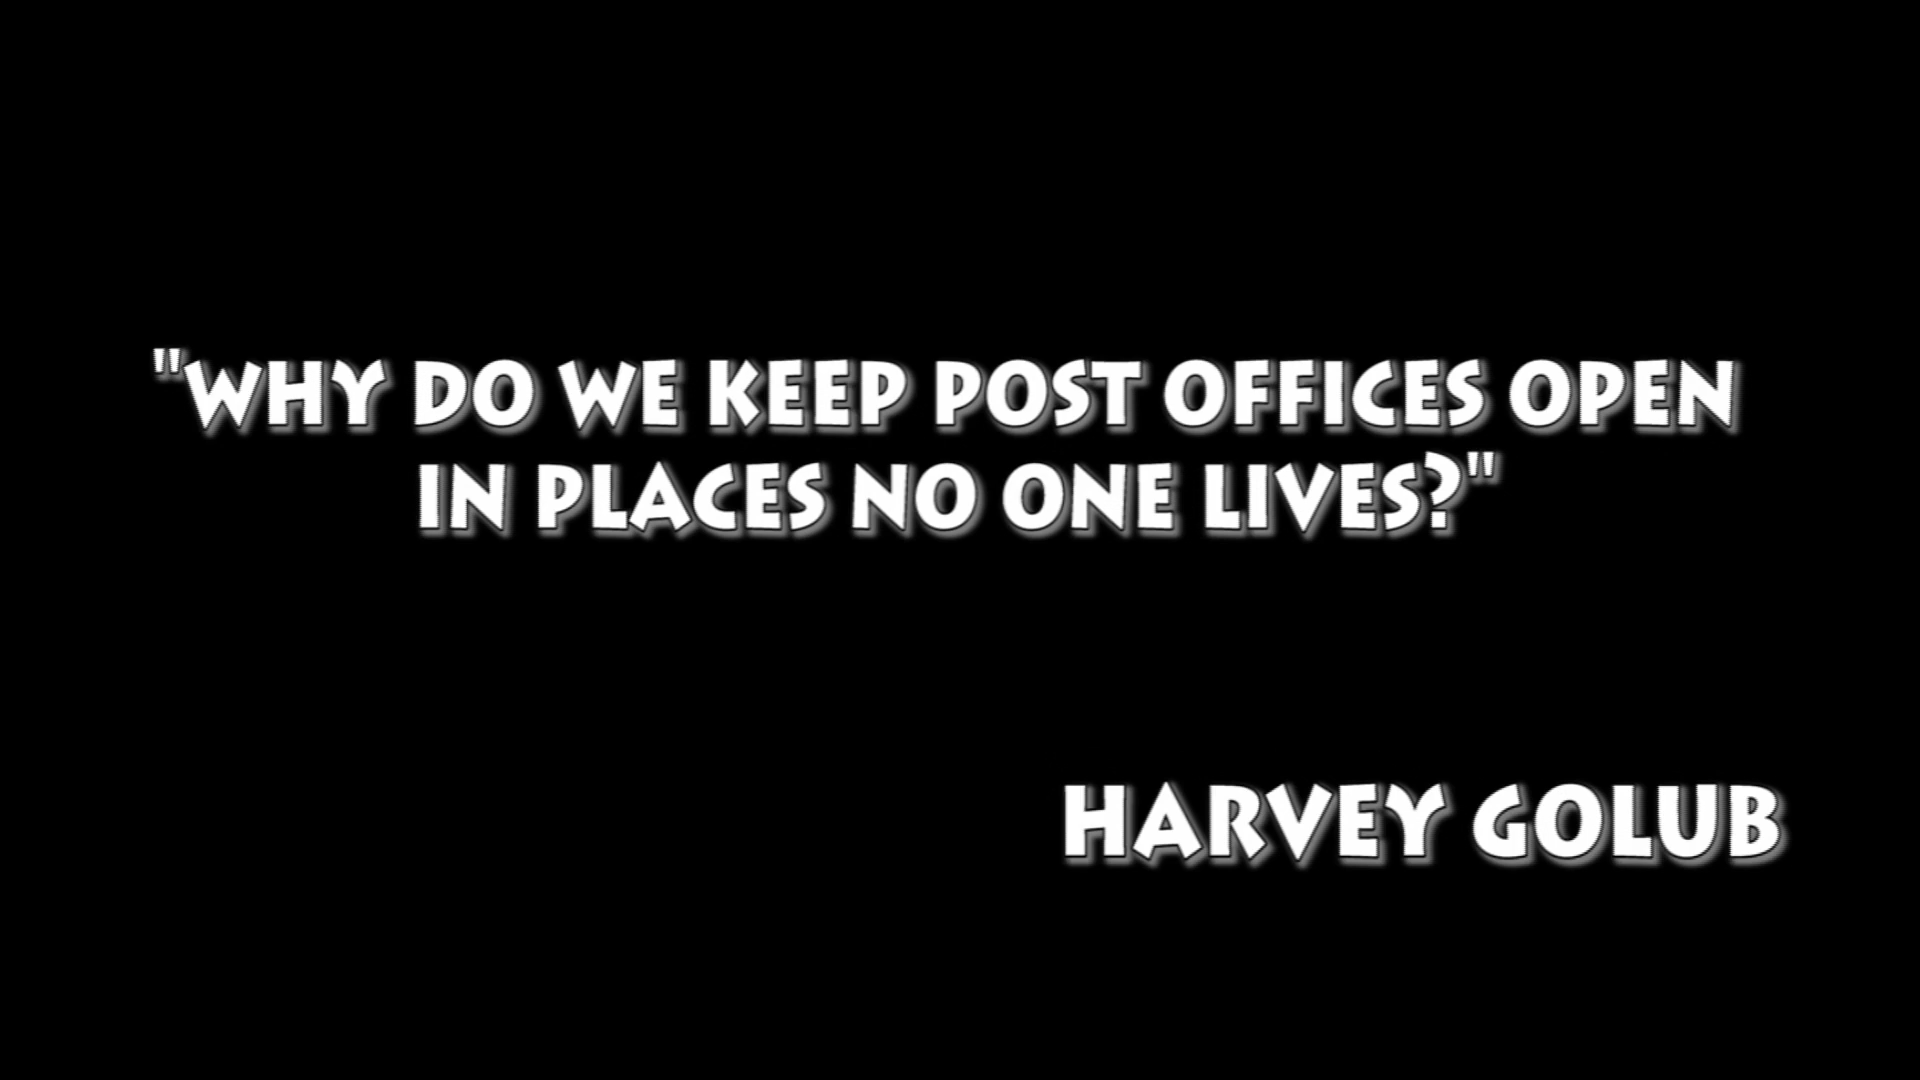 "WHY DO WE KEEP POST OFFICES OPEN
IN PLACES NO ONE LIVES?"
HARVEY GOLUB